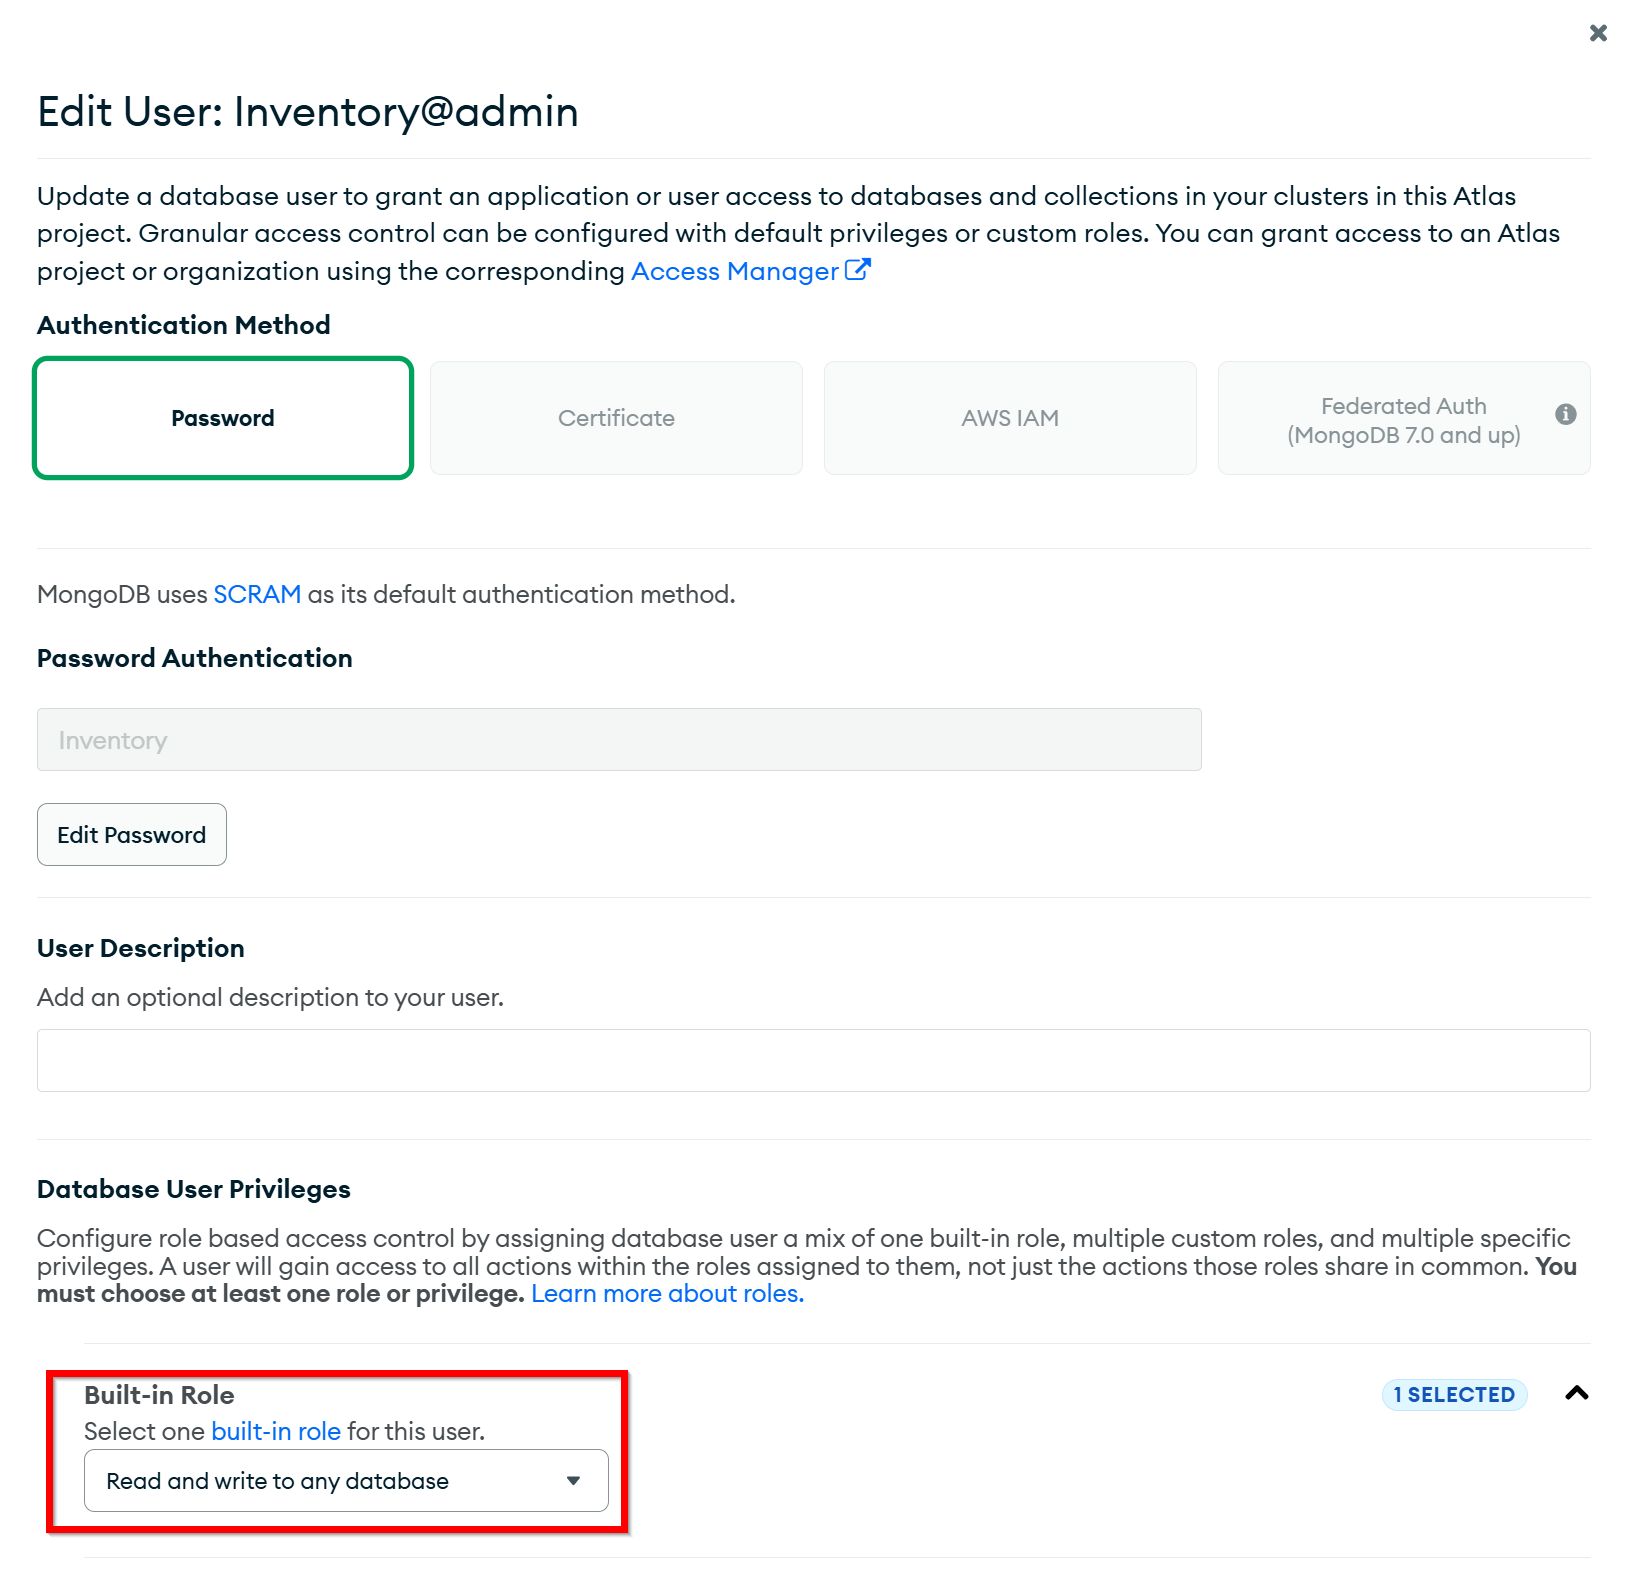 Edit User: Inventory@admin
Update a database user to grant an application or user access to databases and collections in your clusters in this Atlas
project. Granular access control can be configured with default privileges or custom roles. You can grant access to an Atlas
project or organization using the corresponding Access Manager
Authentication Method
Password
Certificate
AWS IAM
Federated Auth
(MongoDB 7.0 and up)
MongoDB uses SCRAM as its default authentication method.
Password Authentication
Inventory
Edit Password
User Description
Add an optional description to your user.
Database User Privileges
Configure role based access control by assigning database user a mix of one built-in role, multiple custom roles, and multiple specific
privileges. A user will gain access to all actions within the roles assigned to them, not just the actions those roles share in common. You
must choose at least one role or privilege. Learn more about roles.
Built-in Role
1 SELECTED
Select one built-in role for this user.
Read and write to any database